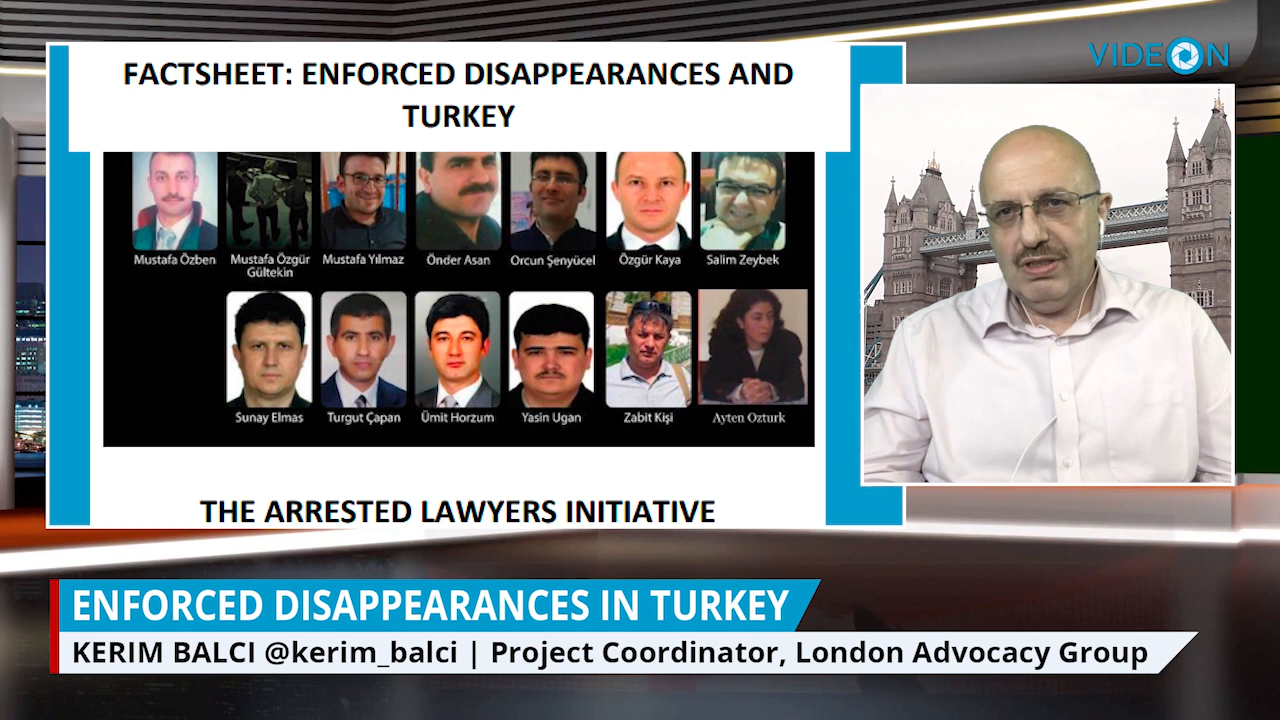 FACTSHEET: ENFORCED DISAPPEARANCES AND
TURKEY
VIDEON
Mustafa Özben
Mustafa Özgür
Gültekin
Mustafa Yılmaz
Önder Asan
Orcun Şenyücel
Özgür Kaya
Salim Zeybek
Sunay Elmas
Turgut Çapan
Ümit Horzum
Yasin Ugan
Zabit Kişi
Ayten Ozturk
THE ARRESTED LAWYERS INITIATIVE
ENFORCED DISAPPEARANCES IN TURKEY
KERIM BALCI @kerim_balci | Project Coordinator, London Advocacy Group